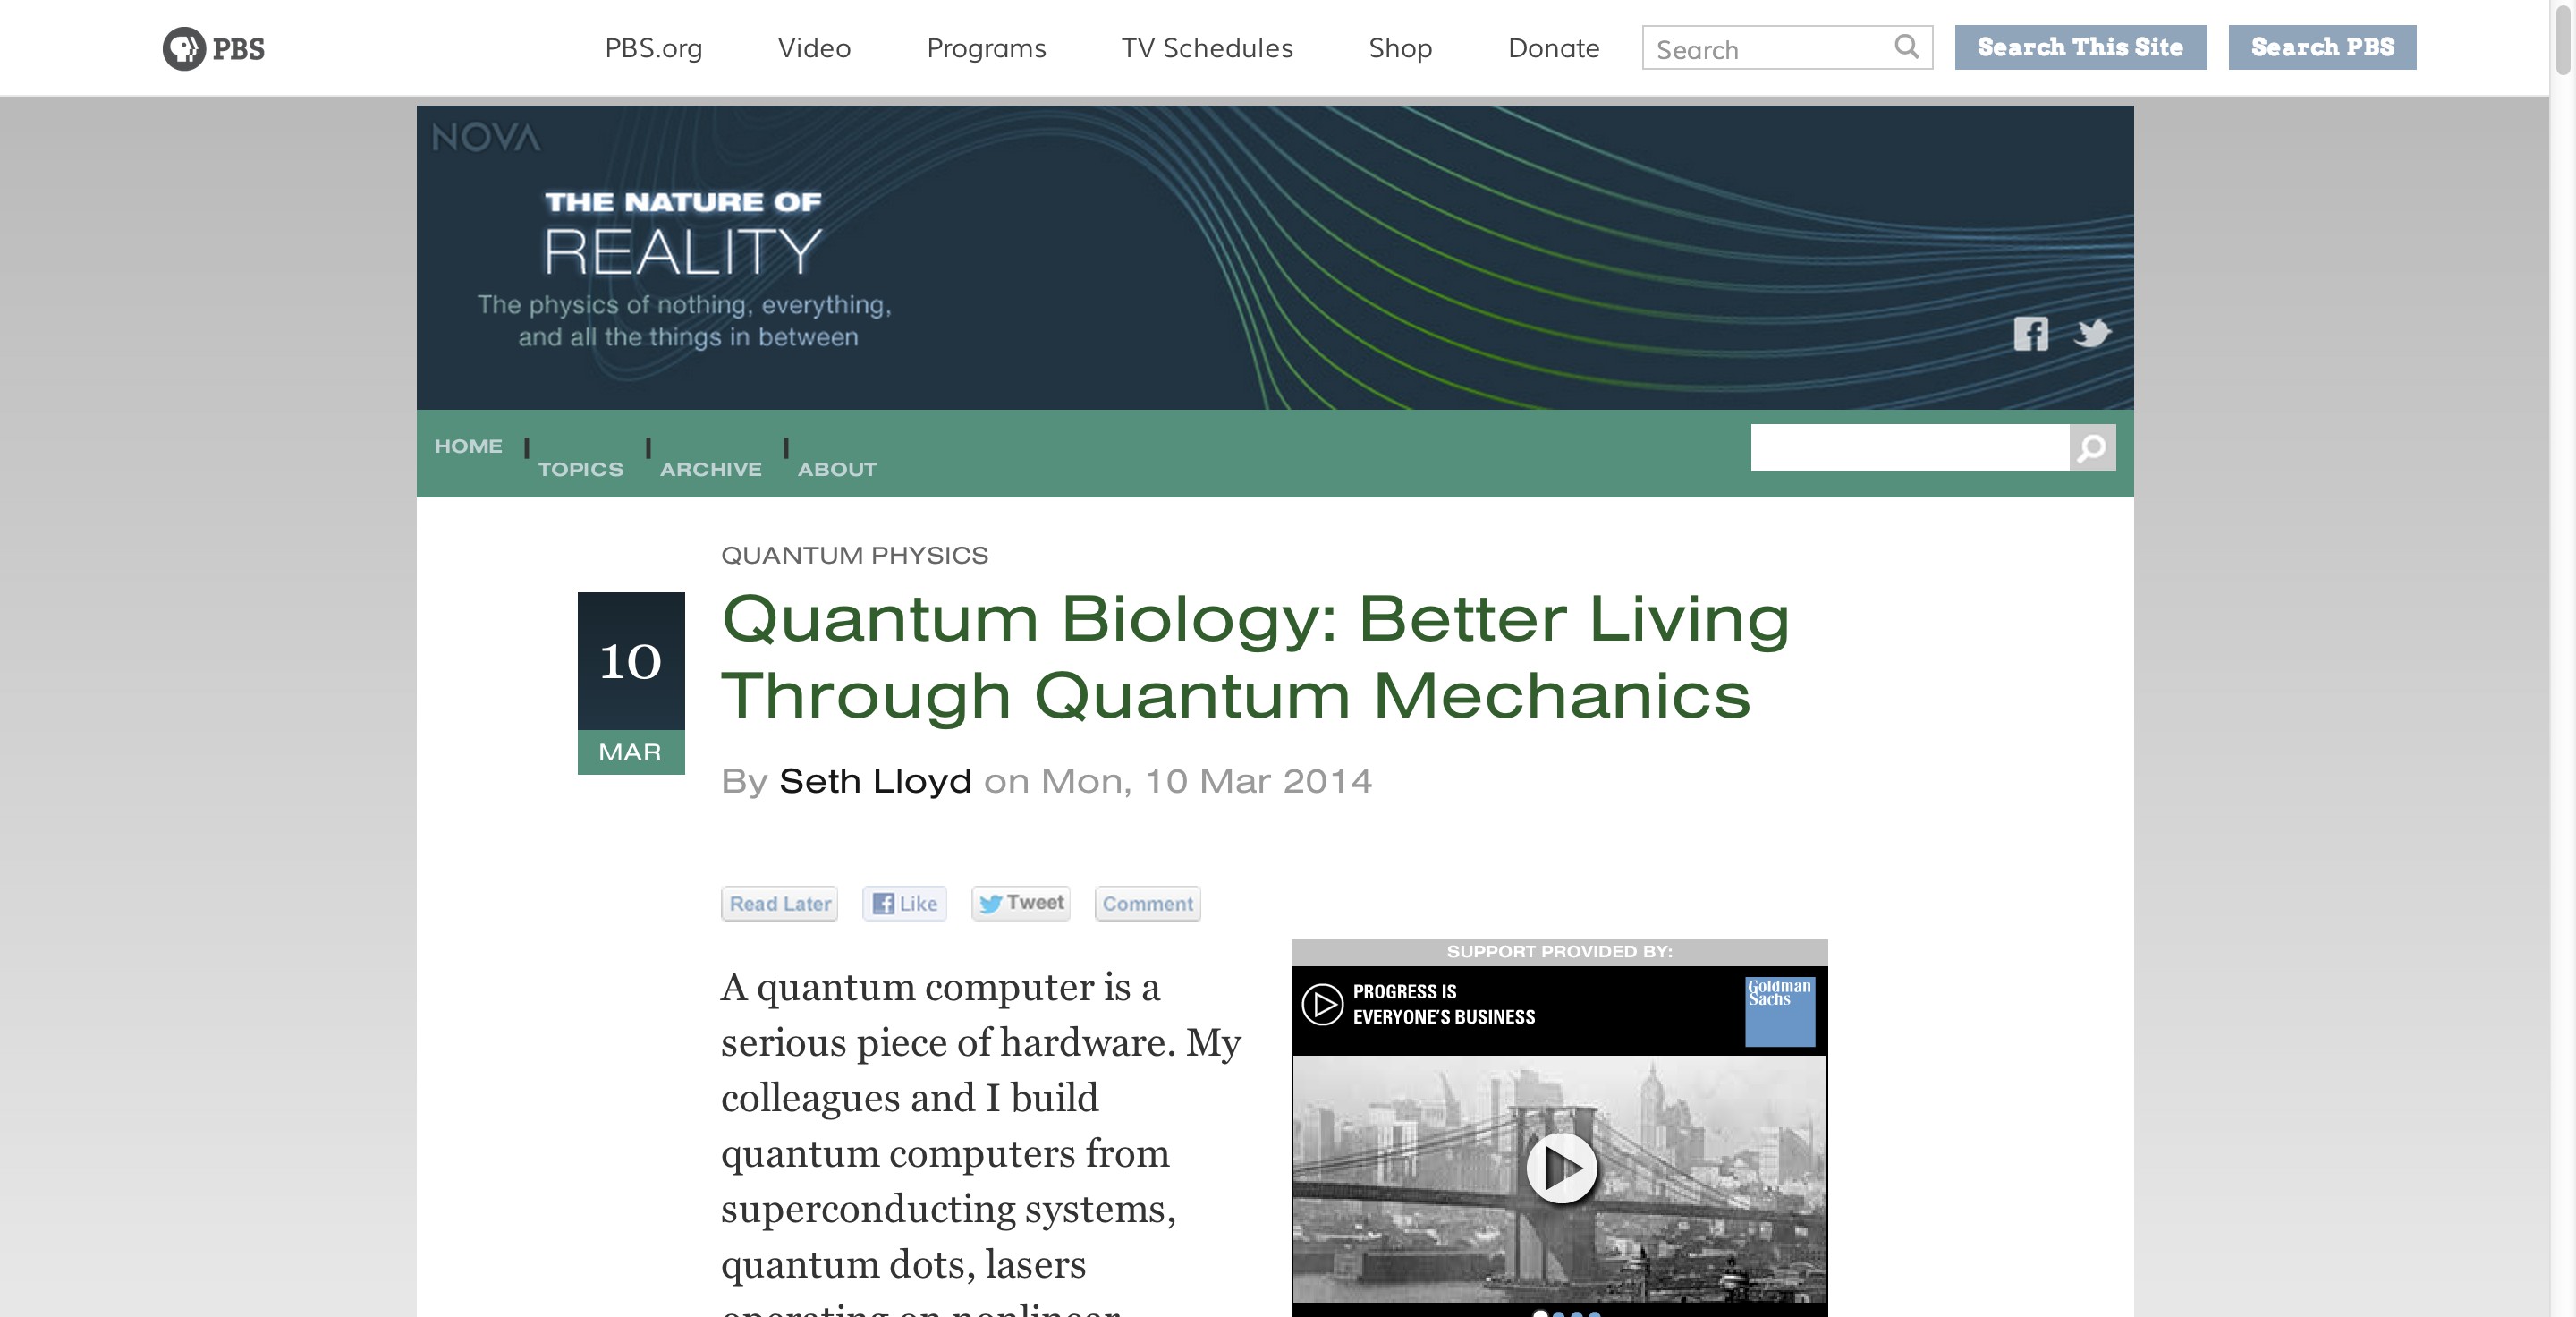 PBS
PBS.org
Video
Programs
TV Schedules
Shop
Donate
Search
Search This Site
Search PBS
NOVA
THE NATURE OF
REALITY
The physics of nothing, everything,
and all the things in between
HOME
TOPICS
ARCHIVE
ABOUT
QUANTUM PHYSICS
10
MAR
Quantum Biology: Better Living
Through Quantum Mechanics
By Seth Lloyd on Mon, 10 Mar 2014
Read Later
Like
Tweet
Comment
A quantum computer is a
serious piece of hardware. My
colleagues and I build
quantum computers from
superconducting systems,
quantum dots, lasers
operating on nonlinear
SUPPORT PROVIDED BY:
PROGRESS IS
EVERYONE'S BUSINESS
Goldman
Sachs